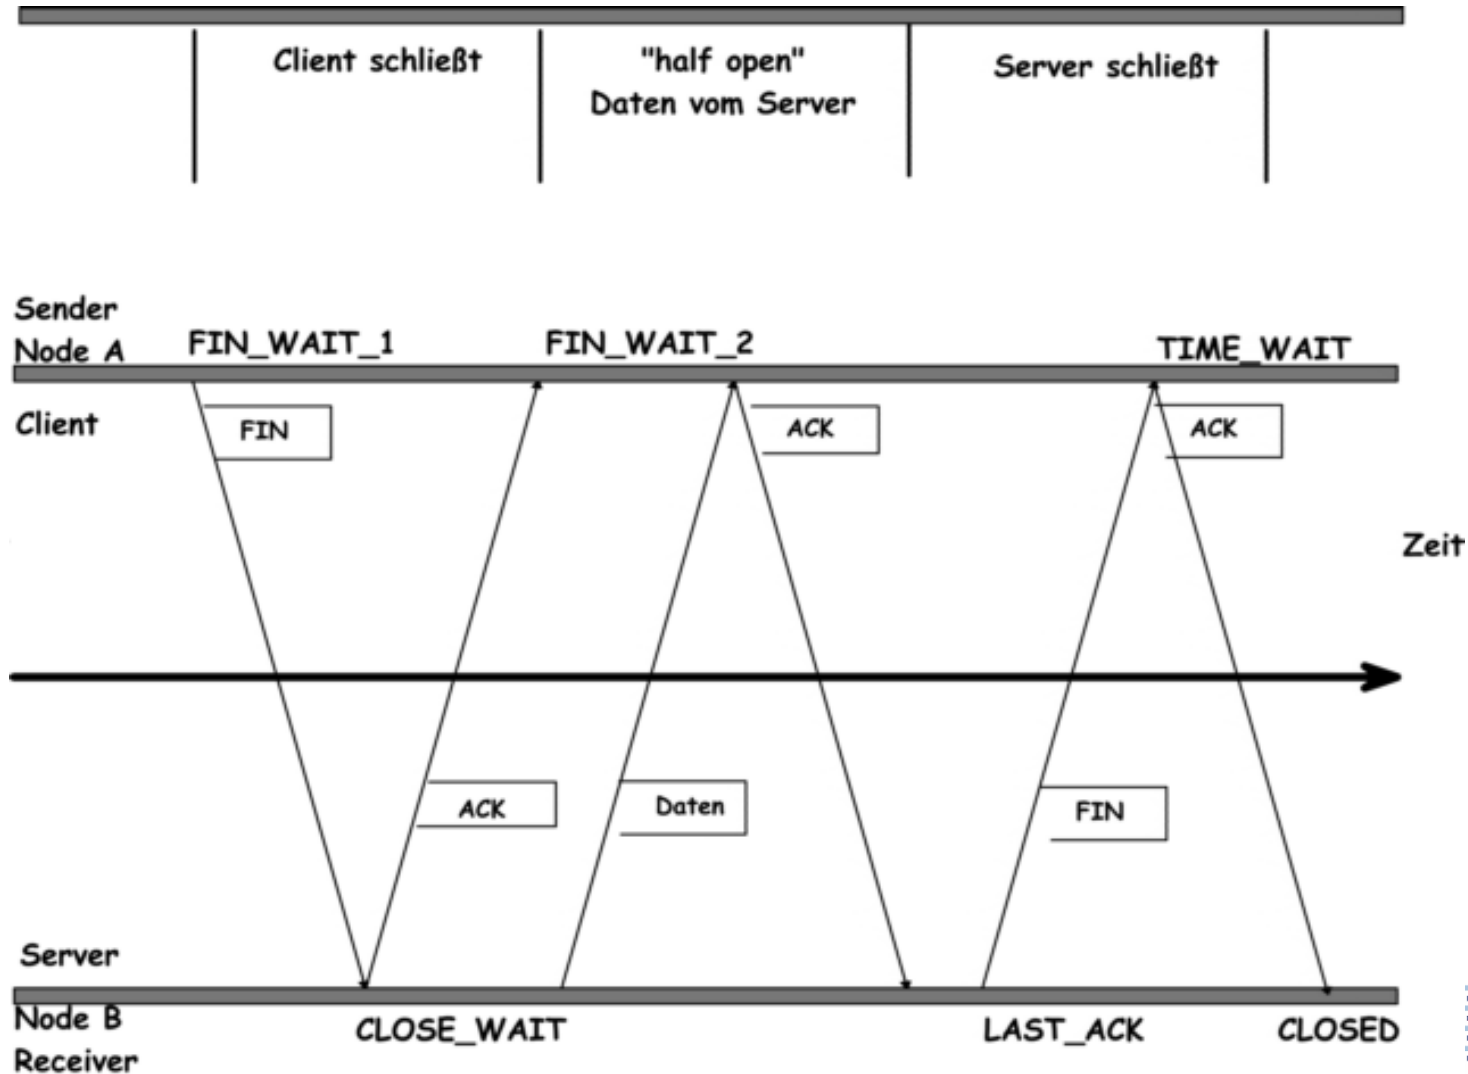 Client schließt
"half open"
Daten vom Server
Server schließt
Sender
Node A
FIN_WAIT_1
FIN_WAIT_2
TIME_WAIT
Client
FIN
ACK
ACK
Zeit
ACK
Daten
FIN
Server
Node B
Receiver
CLOSE_WAIT
LAST_ACK
CLOSED